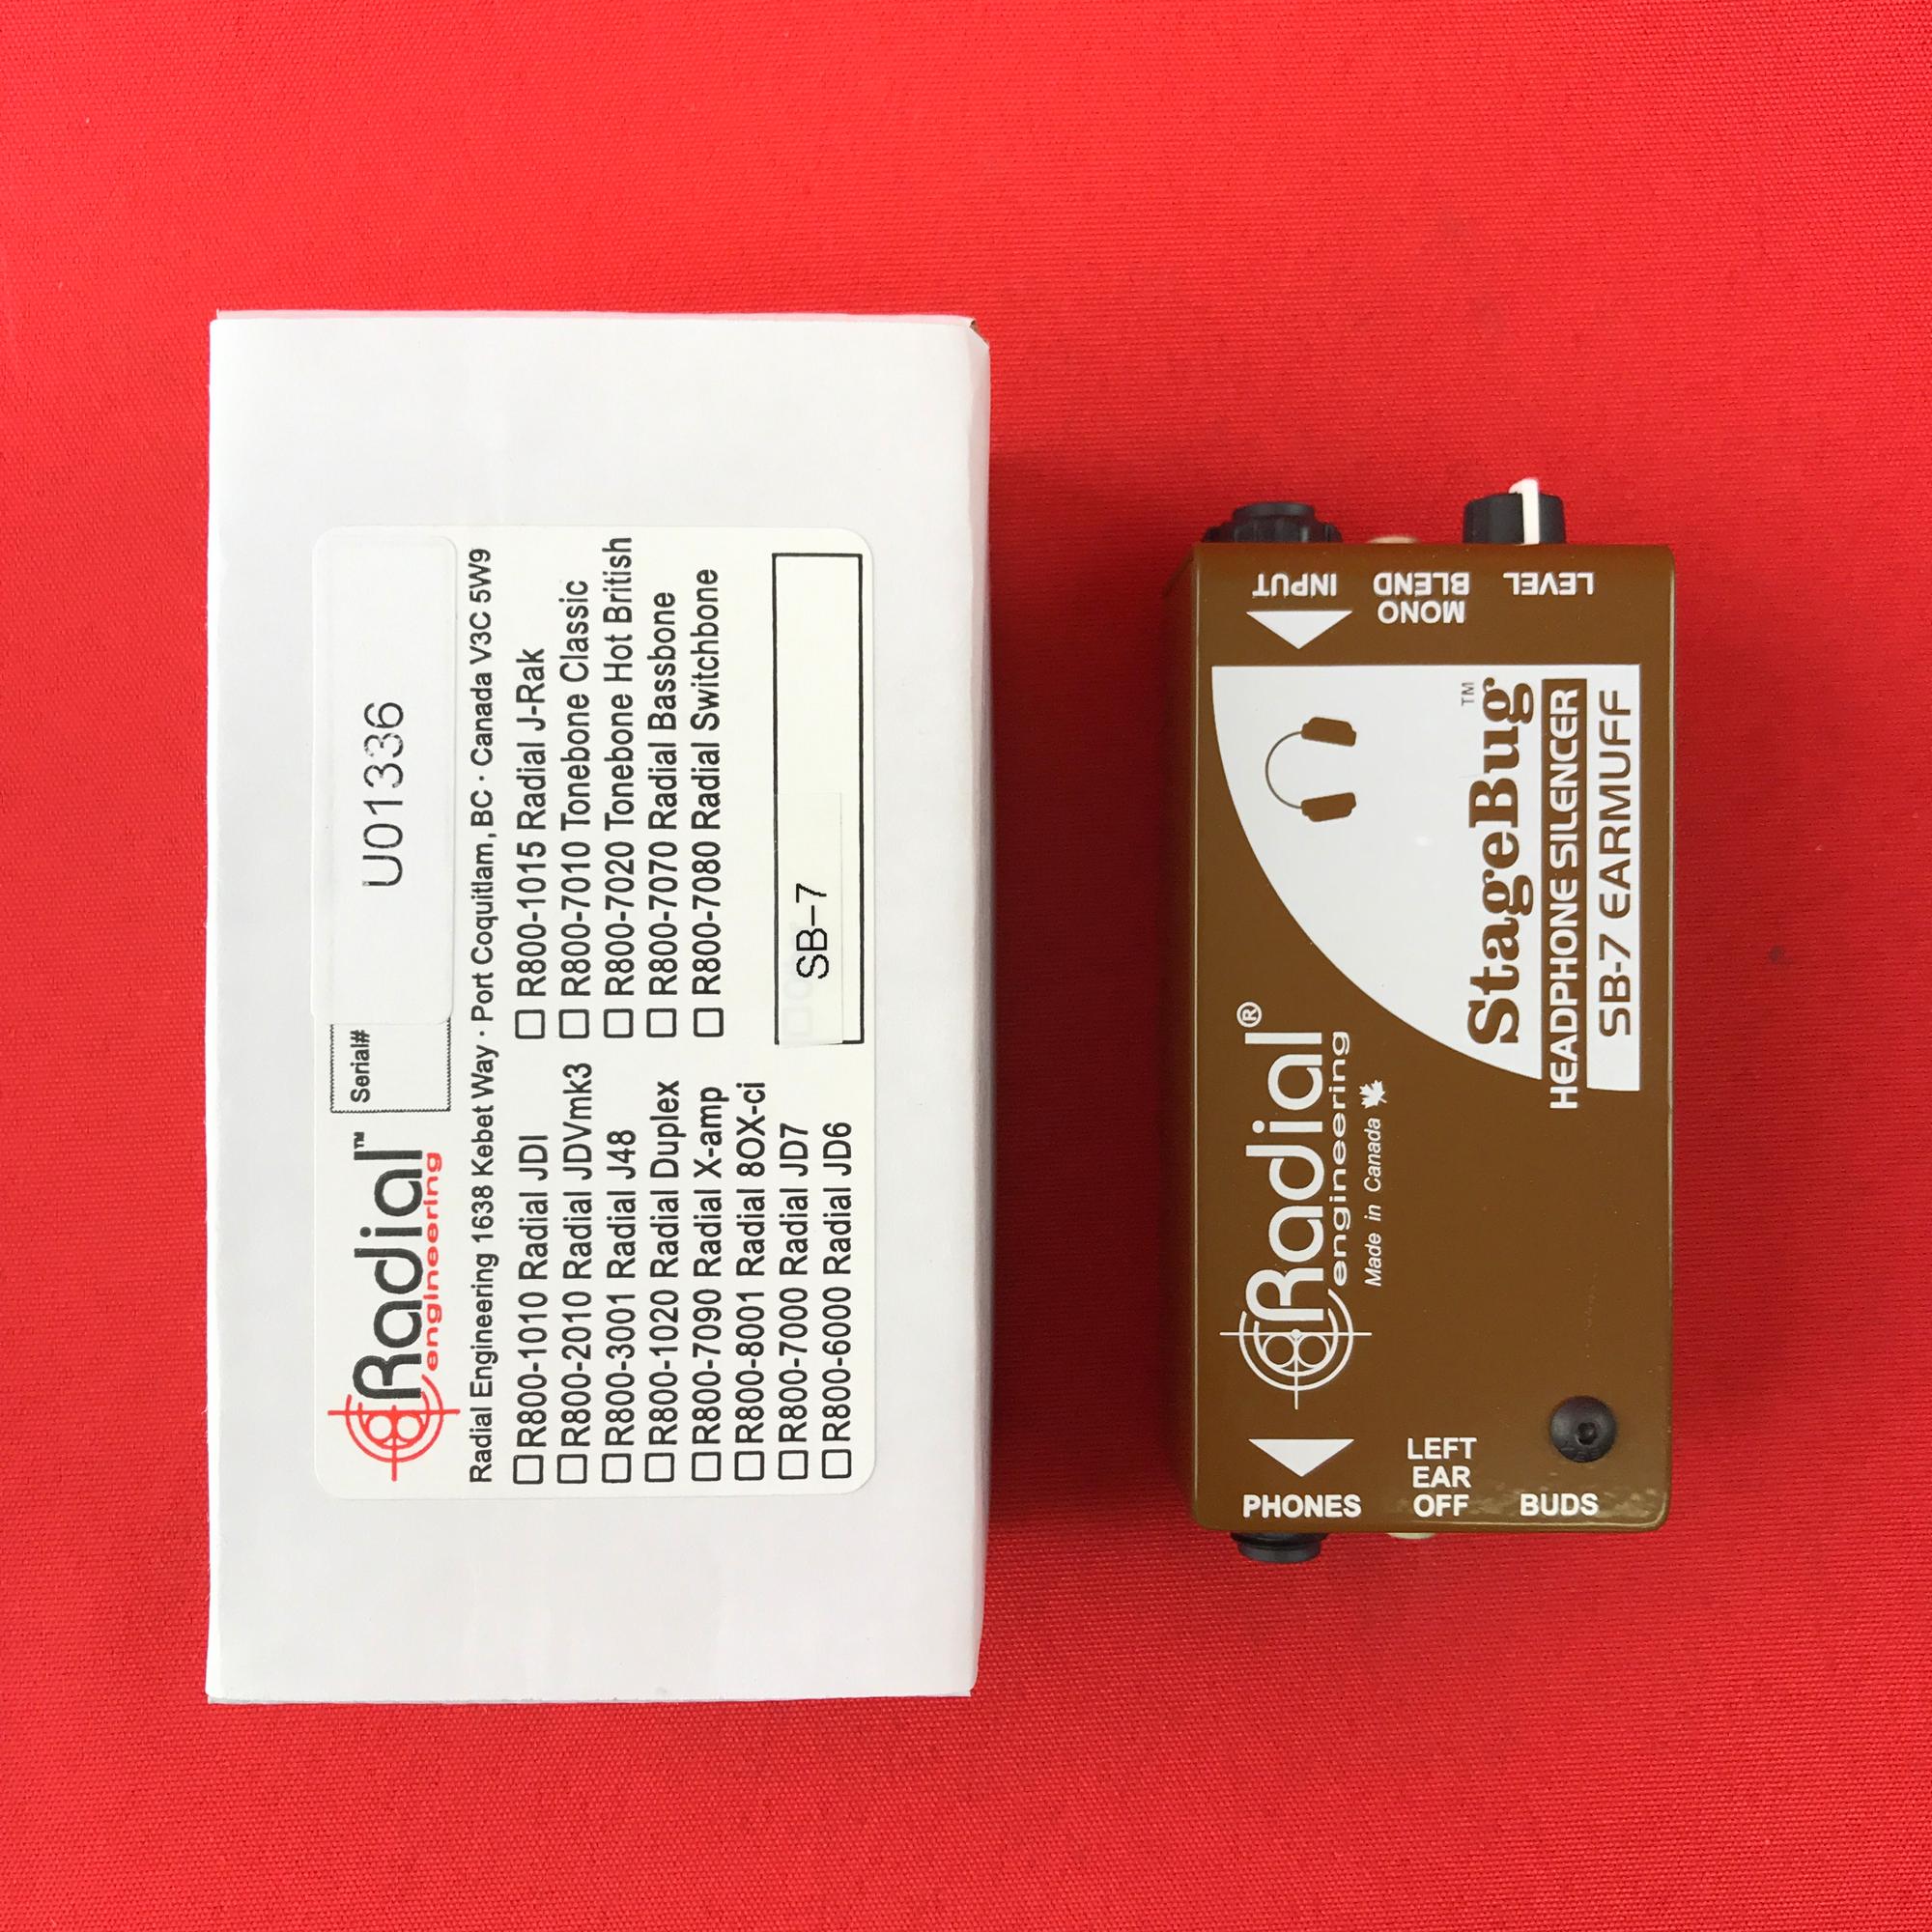 Radial™
engineering
Serial#
U01336
Radial Engineering 1638 Kebet Way · Port Coquitlam, BC · Canada V3C 5W9
R800-1010 Radial JDI
R800-2010 Radial JDVmk3
R800-3001 Radial J48
R800-1020 Radial Duplex
R800-7090 Radial X-amp
R800-8001 Radial 8OX-ci
R800-7000 Radial JD7
R800-6000 Radial JD6
R800-1015 Radial J-Rak
R800-7010 Tonebone Classic
R800-7020 Tonebone Hot British
R800-7070 Radial Bassbone
R800-7080 Radial Switchbone
SB-7
INPUT
MONO
BLEND
LEVEL
Radial®
engineering
Made in Canada
StageBug™
HEADPHONE SILENCER
SB-7 EARMUFF
PHONES
LEFT
EAR
OFF
BUDS